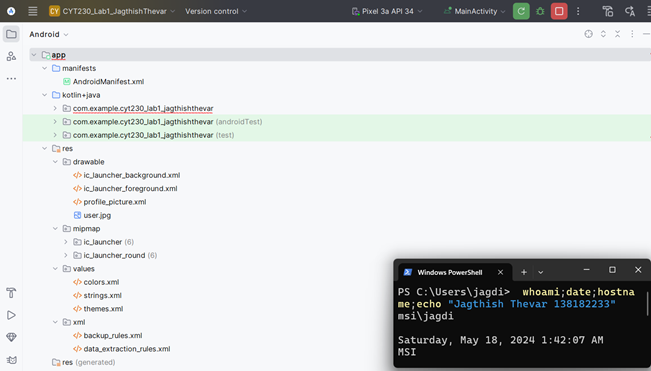 CY CYT230_Lab1_JagthishThevar Version control Pixel 3a API 34 MainActivity
Android
app
manifests
AndroidManifest.xml
kotlin+java
com.example.cyt230_lab1_jagthishthevar
com.example.cyt230_lab1_jagthishthevar (androidTest)
com.example.cyt230_lab1_jagthishthevar (test)
res
drawable
ic_launcher_background.xml
ic_launcher_foreground.xml
profile_picture.xml
user.jpg
mipmap
ic_launcher (6)
ic_launcher_round (6)
values
colors.xml
strings.xml
themes.xml
xml
backup_rules.xml
data_extraction_rules.xml
res (generated)
Windows PowerShell
PS C:\Users\jagdi> whoami;date;hostna
me;echo "Jagthish Thevar 138182233"
msi\jagdi
Saturday, May 18, 2024 1:42:07 AM
MSI